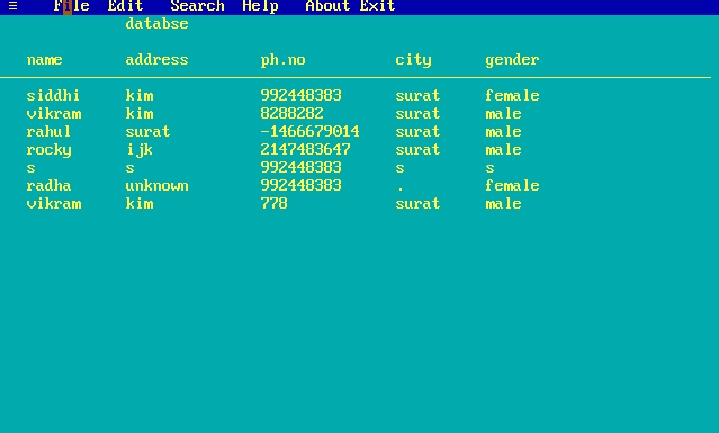 ≡ File Edit Search Help About Exit
databse
name address ph.no city gender
siddhi kim 992448383 surat female
vikram kim 8288282 surat male
rahul surat -1466679014 surat male
rocky ijk 2147483647 surat male
s s 992448383 s s
radha unknown 992448383 . female
vikram kim 778 surat male